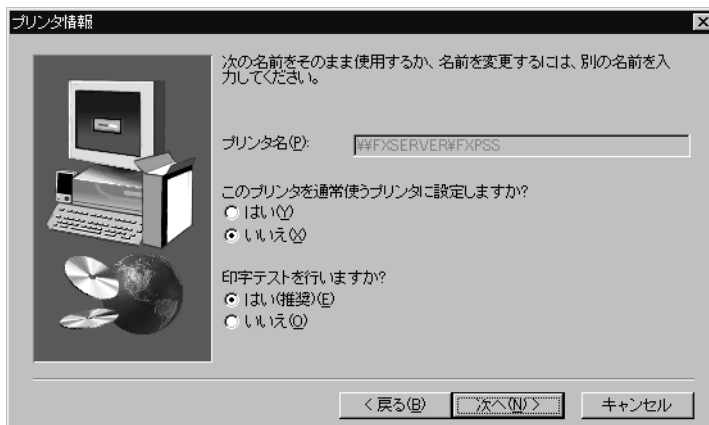 プリンタ情報
次の名前をそのまま使用するか、名前を変更するには、別の名前を入
力してください。
プリンタ名(P): ¥¥FXSERVER¥FXPSS
このプリンタを通常使うプリンタに設定しますか?
はい(Y)
いいえ(X)
印字テストを行いますか?
はい(推奨)(E)
いいえ(O)
< 戻る(B) 次へ(N) > キャンセル